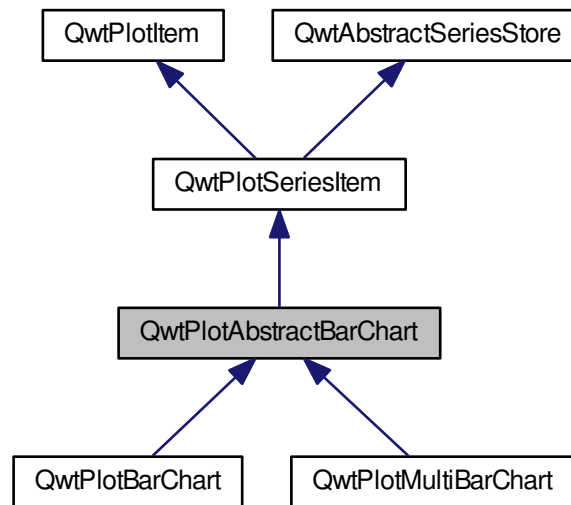 QwtPlotItem
QwtAbstractSeriesStore
QwtPlotSeriesItem
QwtPlotAbstractBarChart
QwtPlotBarChart
QwtPlotMultiBarChart